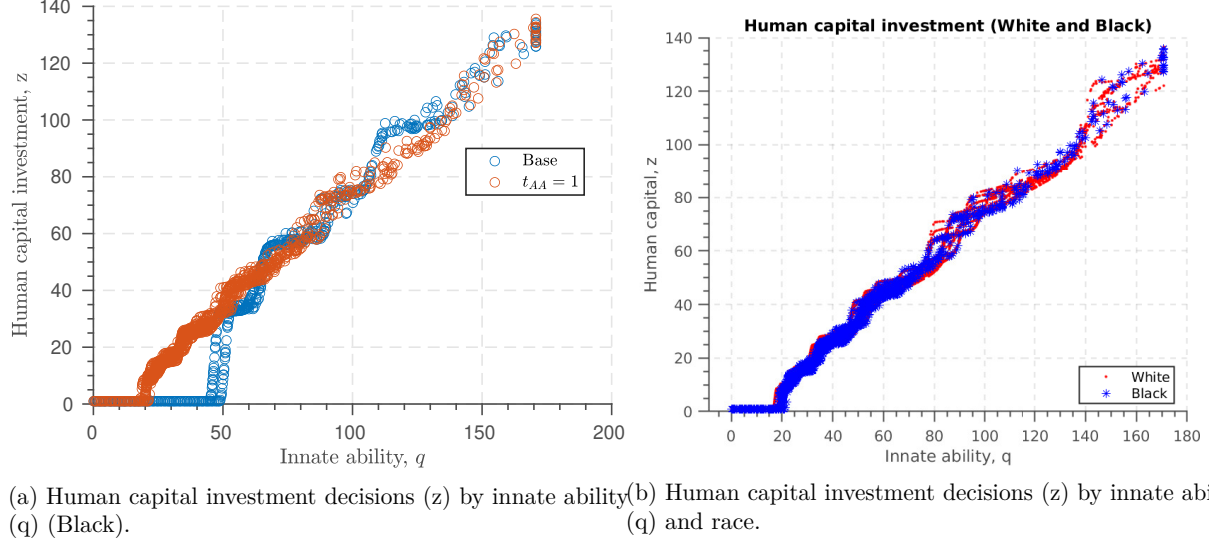 140
120
100
80
60
40
20
0
Human capital investment, z
Base
t_{AA} = 1
0 50 100 150 200
Innate ability, q
(a) Human capital investment decisions (z) by innate ability
(q) (Black).
Human capital investment (White and Black)
140
120
100
80
60
40
20
0
Human capital, z
White
Black
0 20 40 60 80 100 120 140 160 180
Innate ability, q
(b) Human capital investment decisions (z) by innate abi
(q) and race.